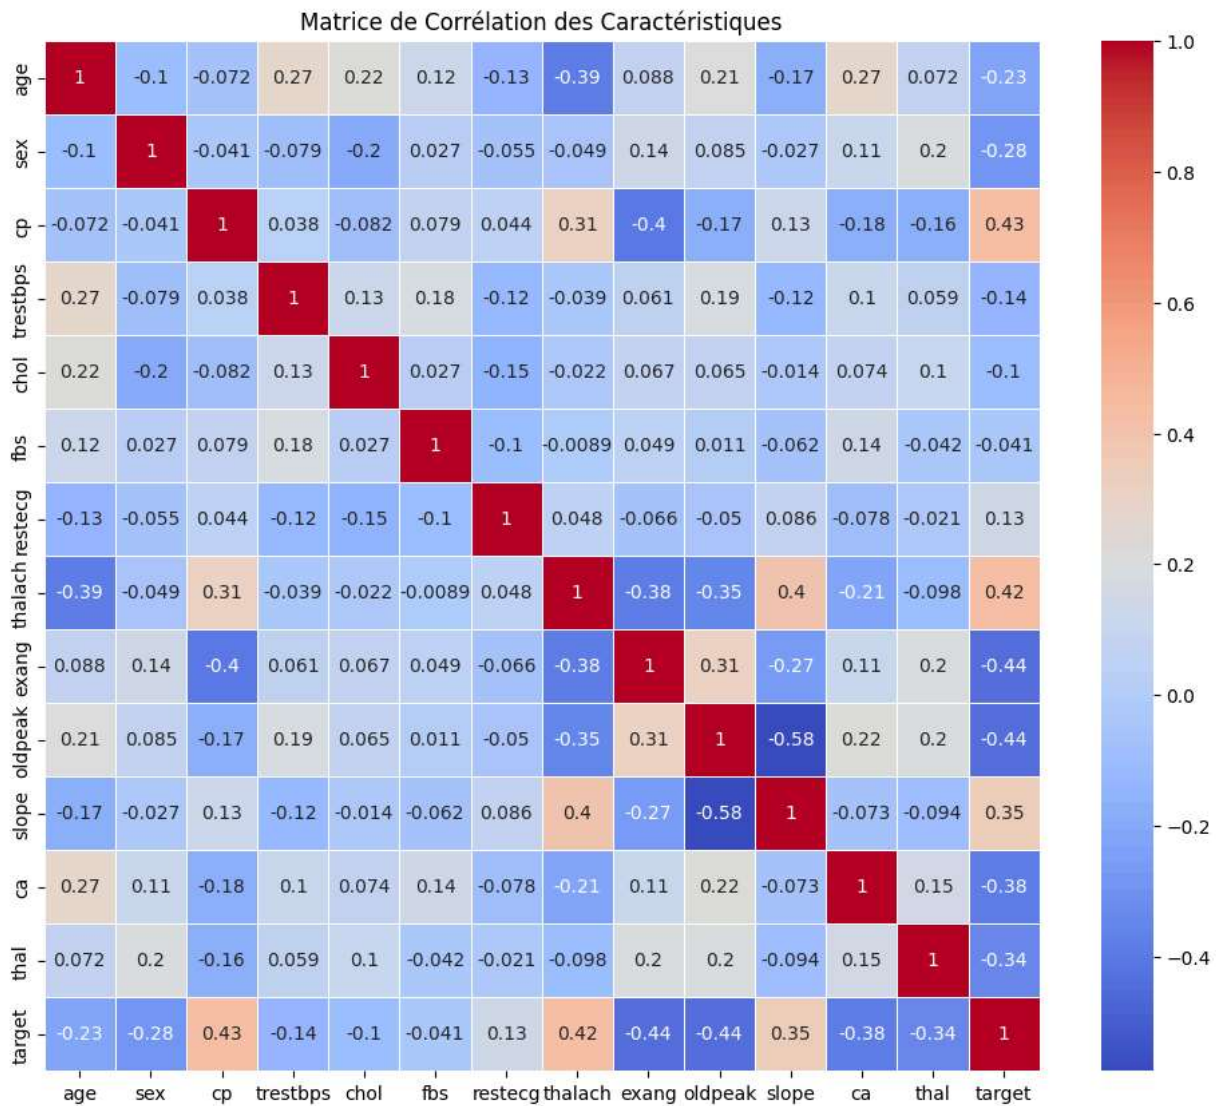 Matrice de Corrélation des Caractéristiques
age 1 -0.1 -0.072 0.27 0.22 0.12 -0.13 -0.39 0.088 0.21 -0.17 0.27 0.072 -0.23
sex -0.1 1 -0.041 -0.079 -0.2 0.027 -0.055 -0.049 0.14 0.085 -0.027 0.11 0.2 -0.28
cp -0.072 -0.041 1 0.038 -0.082 0.079 0.044 0.31 -0.4 -0.17 0.13 -0.18 -0.16 0.43
trestbps 0.27 -0.079 0.038 1 0.13 0.18 -0.12 -0.039 0.061 0.19 -0.12 0.1 0.059 -0.14
chol 0.22 -0.2 -0.082 0.13 1 0.027 -0.15 -0.022 0.067 0.065 -0.014 0.074 0.1 -0.1
fbs 0.12 0.027 0.079 0.18 0.027 1 -0.1 -0.0089 0.049 0.011 -0.062 0.14 -0.042 -0.041
restecg -0.13 -0.055 0.044 -0.12 -0.15 -0.1 1 0.048 -0.066 -0.05 0.086 -0.078 -0.021 0.13
thalach -0.39 -0.049 0.31 -0.039 -0.022 -0.0089 0.048 1 -0.38 -0.35 0.4 -0.21 -0.098 0.42
exang 0.088 0.14 -0.4 0.061 0.067 0.049 -0.066 -0.38 1 0.31 -0.27 0.11 0.2 -0.44
oldpeak 0.21 0.085 -0.17 0.19 0.065 0.011 -0.05 -0.35 0.31 1 -0.58 0.22 0.2 -0.44
slope -0.17 -0.027 0.13 -0.12 -0.014 -0.062 0.086 0.4 -0.27 -0.58 1 -0.073 -0.094 0.35
ca 0.27 0.11 -0.18 0.1 0.074 0.14 -0.078 -0.21 0.11 0.22 -0.073 1 0.15 -0.38
thal 0.072 0.2 -0.16 0.059 0.1 -0.042 -0.021 -0.098 0.2 0.2 -0.094 0.15 1 -0.34
target -0.23 -0.28 0.43 -0.14 -0.1 -0.041 0.13 0.42 -0.44 -0.44 0.35 -0.38 -0.34 1
age sex cp trestbps chol fbs restecg thalach exang oldpeak slope ca thal target
1.0
0.8
0.6
0.4
0.2
0.0
−0.2
−0.4